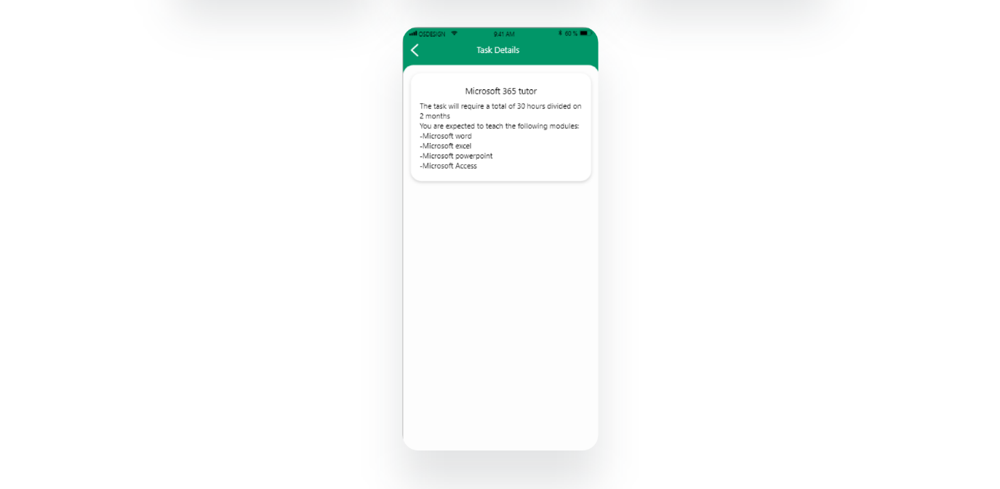 OSDESIGN 9:41 AM 60 %
Task Details
Microsoft 365 tutor
The task will require a total of 30 hours divided on
2 months
You are expected to teach the following modules:
-Microsoft word
-Microsoft excel
-Microsoft powerpoint
-Microsoft Access